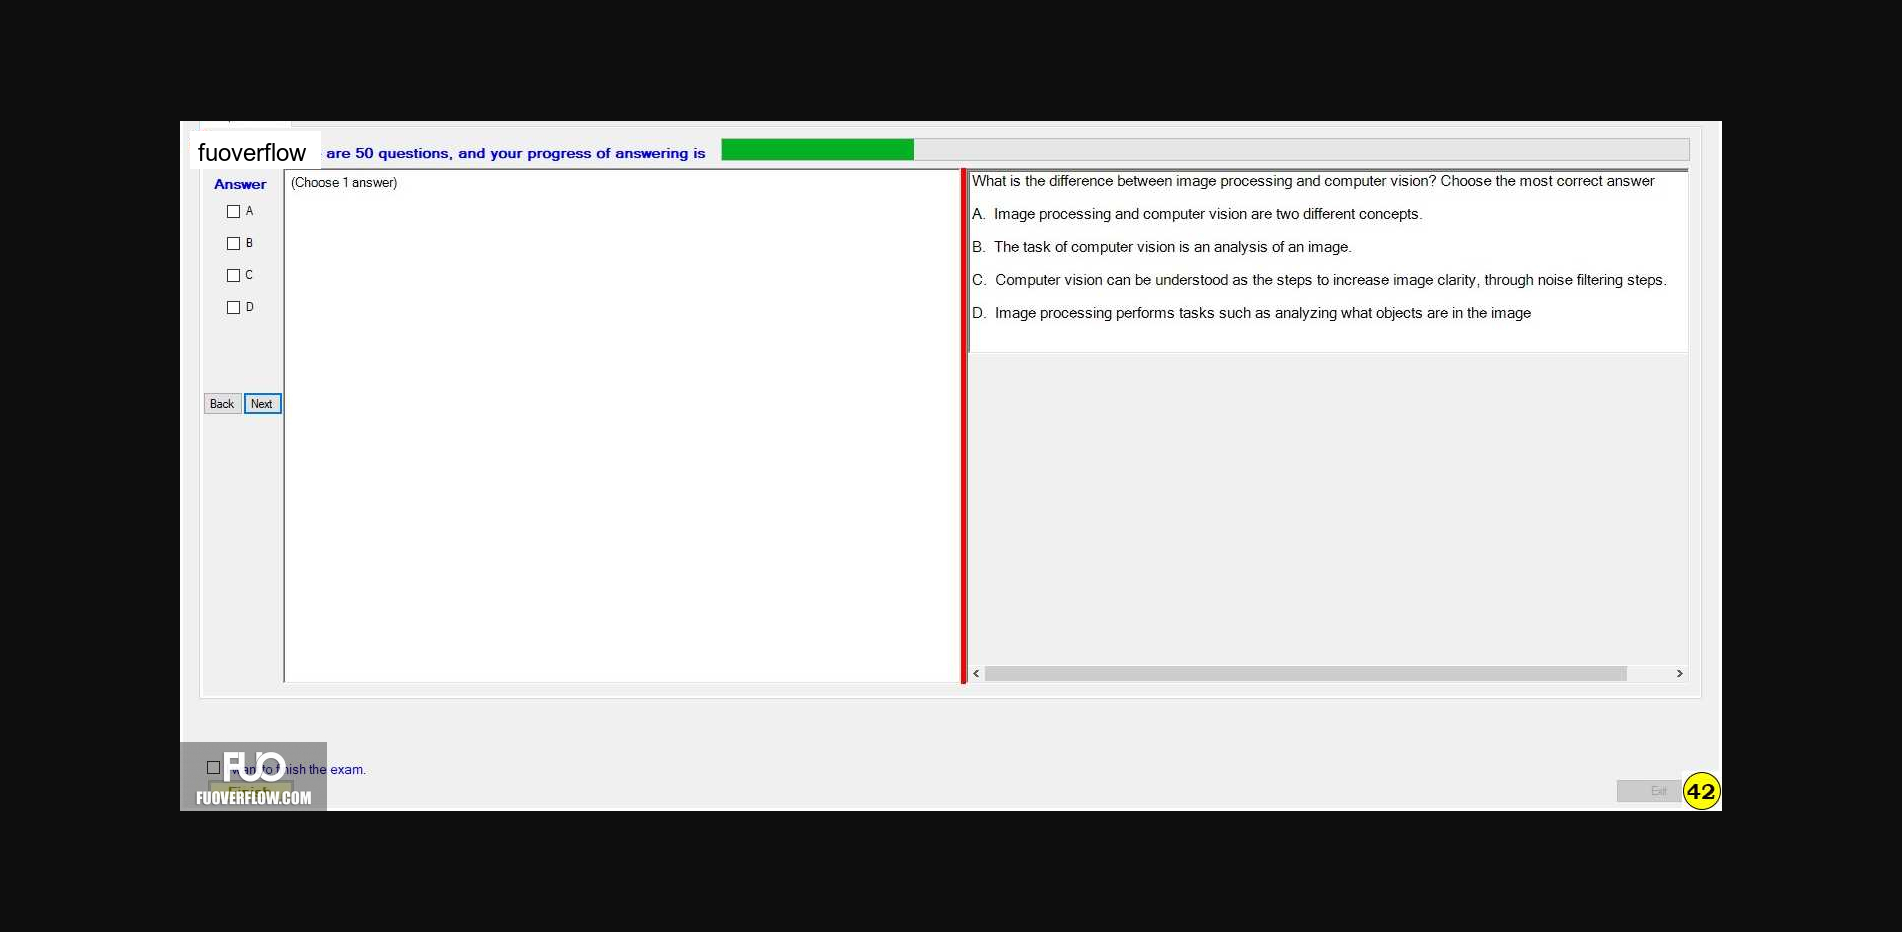 fuoverflow are 50 questions, and your progress of answering is
Answer
(Choose 1 answer)
A
B
C
D
Back Next
What is the difference between image processing and computer vision? Choose the most correct answer
A. Image processing and computer vision are two different concepts.
B. The task of computer vision is an analysis of an image.
C. Computer vision can be understood as the steps to increase image clarity, through noise filtering steps.
D. Image processing performs tasks such as analyzing what objects are in the image
FUO
to finish the exam.
Finish
FUOVERFLOW.COM
Exit
42